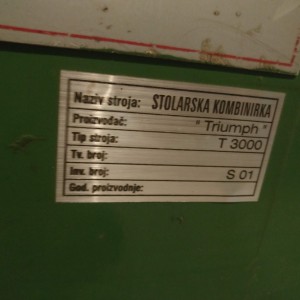 Naziv stroja: STOLARSKA KOMBINIRKA
Proizvođač: " Triumph "
Tip stroja: T 3000
Tv. broj:
Inv. broj: S 01
God. proizvodnje: